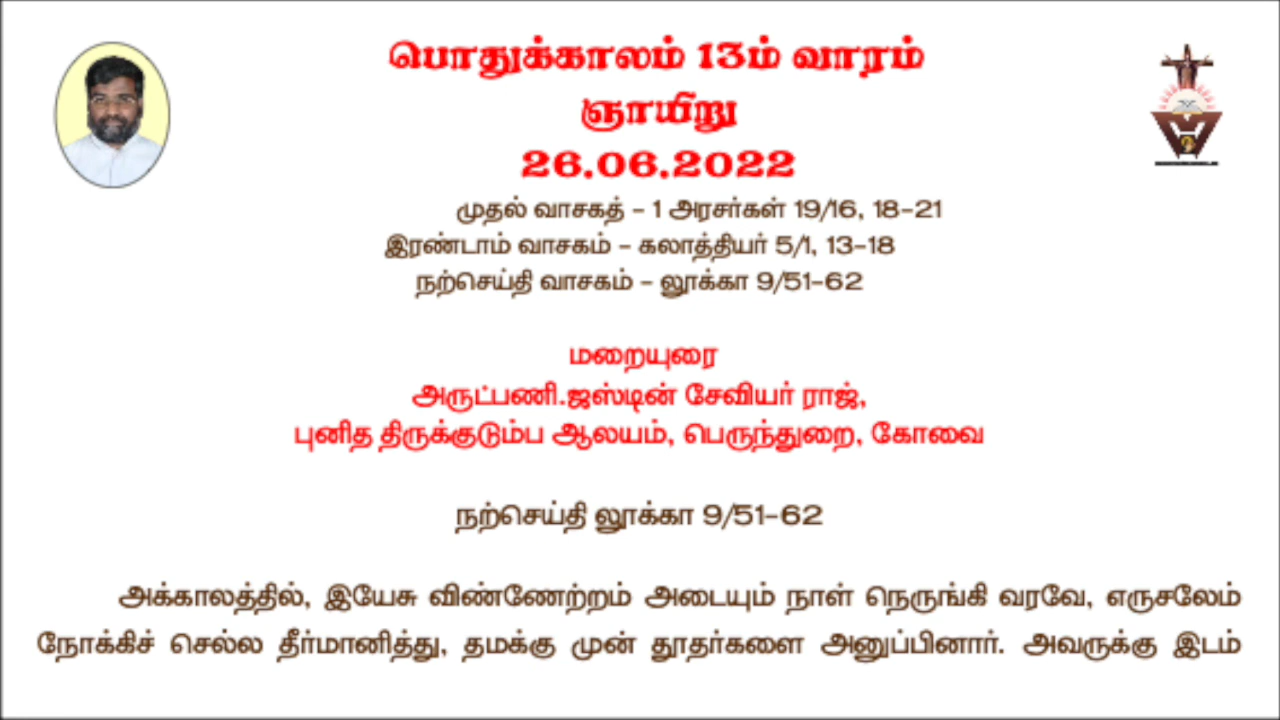 பொதுக்காலம் 13ம் வாரம்
ஞாயிறு
26.06.2022
முதல் வாசகத் - 1 அரசர்கள் 19/16, 18-21
இரண்டாம் வாசகம் - கலாத்தியர் 5/1, 13-18
நற்செய்தி வாசகம் - லூக்கா 9/51-62
மறையுரை
அருட்பணி.ஜஸ்டின் சேவியர் ராஜ்,
புனித திருக்குடும்ப ஆலயம், பெருந்துறை, கோவை
நற்செய்தி லூக்கா 9/51-62
அக்காலத்தில், இயேசு விண்ணேற்றம் அடையும் நாள் நெருங்கி வரவே, எருசலேம்
நோக்கிச் செல்ல தீர்மானித்து, தமக்கு முன் தூதர்களை அனுப்பினார். அவருக்கு இடம்